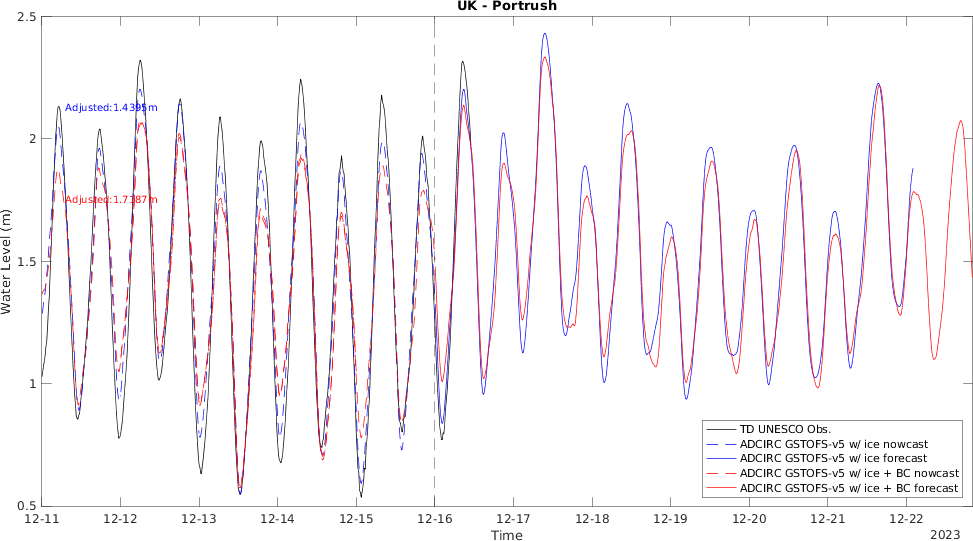 UK - Portrush
2.5
2
1.5
1
0.5
Water Level (m)
Adjusted:1.4395m
Adjusted:1.7187m
TD UNESCO Obs.
ADCIRC GSTOFS-v5 w/ ice nowcast
ADCIRC GSTOFS-v5 w/ ice forecast
ADCIRC GSTOFS-v5 w/ ice + BC nowcast
ADCIRC GSTOFS-v5 w/ ice + BC forecast
12-11 12-12 12-13 12-14 12-15 12-16 12-17 12-18 12-19 12-20 12-21 12-22
Time
2023